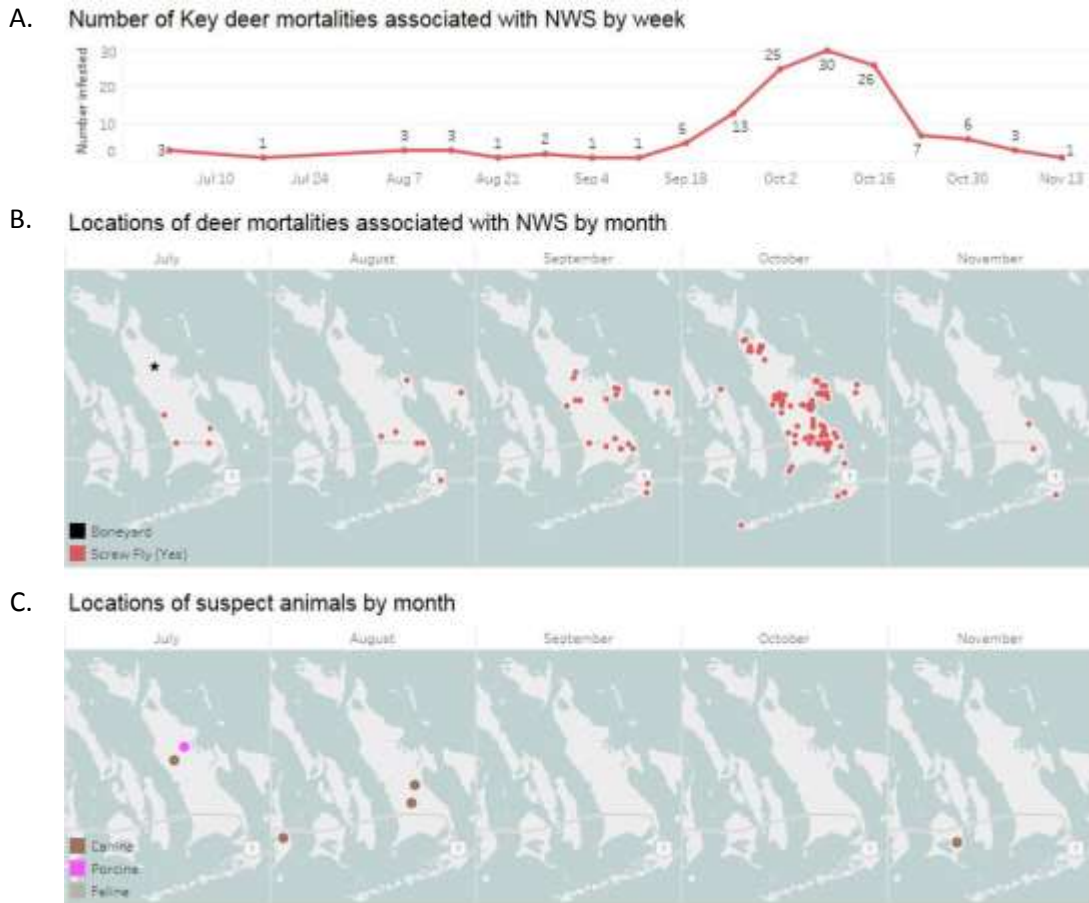 A. Number of Key deer mortalities associated with NWS by week
Number infested
30
20
10
0
3 1 3 3 1 2 1 1 5 13 25 30 26 7 6 3 1
Jul 10 Jul 24 Aug 7 Aug 21 Sep 4 Sep 18 Oct 2 Oct 16 Oct 30 Nov 13
B. Locations of deer mortalities associated with NWS by month
July August September October November
Boneyard
Screw Fly (Yes)
C. Locations of suspect animals by month
July August September October November
Canine
Porcine
Feline